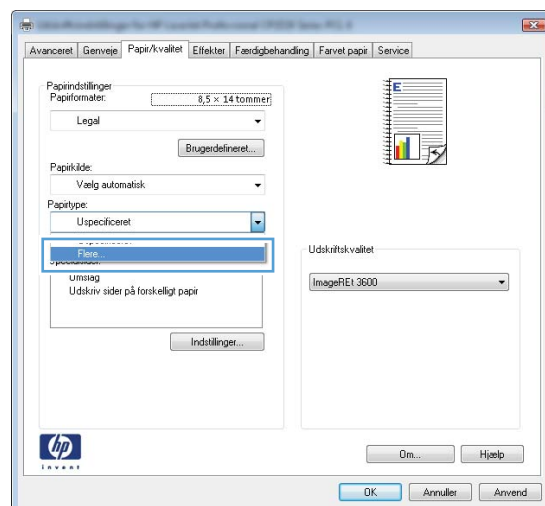 Avanceret Genveje Papir/kvalitet Effekter Færdigbehandling Farvet papir Service
Papirindstillinger
Papirformater: 8,5 × 14 tommer
Legal
Brugerdefineret...
Papirkilde:
Vælg automatisk
Papirtype:
Uspecificeret
Flere...
Omslag
Udskriv sider på forskelligt papir
Indstillinger...
E
Udskriftskvalitet
ImageREt 3600
hp
invent
Om... Hjælp
OK Annuller Anvend